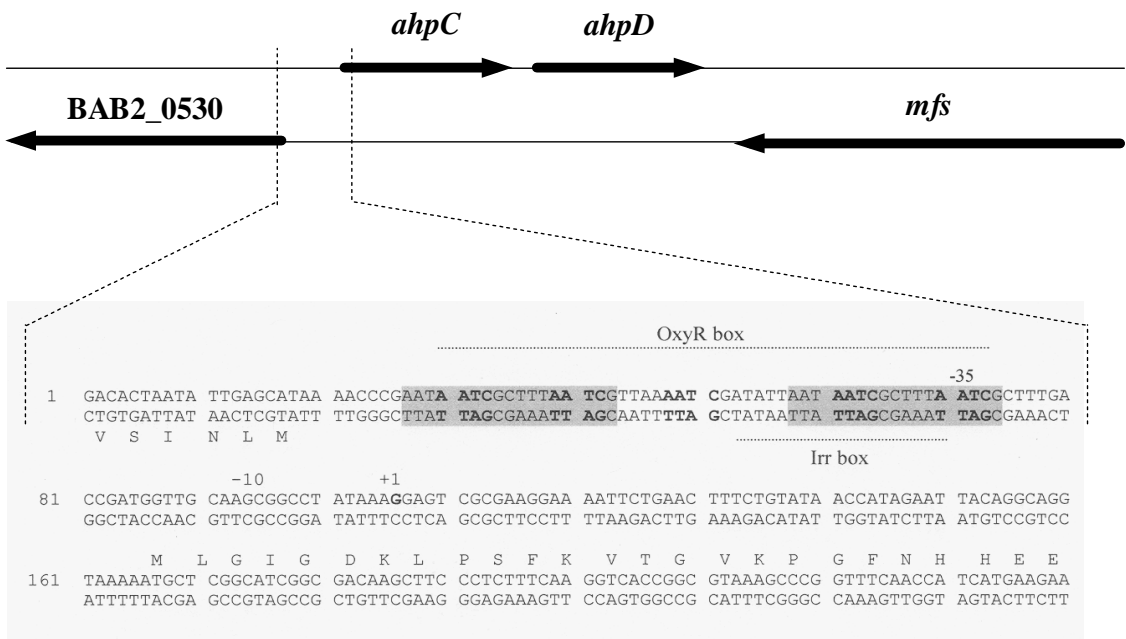 ahpC ahpD
BAB2_0530 mfs
OxyR box
-35
1 GACACTAATA TTGAGCATAA AACCCGAATA ATCGCTTTAA TCGTTAAAAT CGATATTAAT AATCGCTTTA ATCGCTTTGA
CTGTGATTAT AACTCGTATT TTGGGCTTAT TAGCGAAATT AGCAATTTTA GCTATAATTA TTAGCGAAAT TAGCGAAACT
V S I N L M
Irr box
-10 +1
81 CCGATGGTTG CAAGCGGCCT ATAAAGGAGT CGCGAAGGAA AATTCTGAAC TTTCTGTATA ACCATAGAAT TACAGGCAGG
GGCTACCAAC GTTCGCCGGA TATTTCCTCA GCGCTTCCTT TTAAGACTTG AAAGACATAT TGGTATCTTA ATGTCCGTCC
M L G I G D K L P S F K V T G V K P G F N H H E E
161 TAAAAATGCT CGGCATCGGC GACAAGCTTC CCTCTTTCAA GGTCACCGGC GTAAAGCCCG GTTTCAACCA TCATGAAGAA
ATTTTTACGA GCCGTAGCCG CTGTTCGAAG GGAGAAAGTT CCAGTGGCCG CATTTCGGGC CAAAGTTGGT AGTACTTCTT